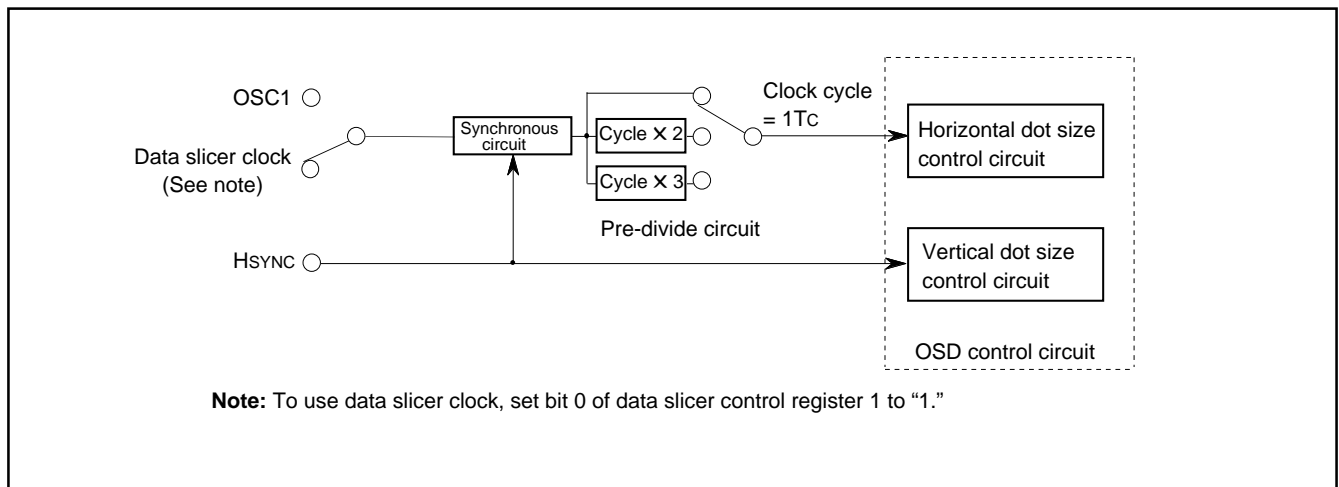 OSC1
Data slicer clock
(See note)
HSYNC
Synchronous
circuit
Cycle × 2
Cycle × 3
Pre-divide circuit
Clock cycle
= 1TC
Horizontal dot size
control circuit
Vertical dot size
control circuit
OSD control circuit
Note: To use data slicer clock, set bit 0 of data slicer control register 1 to “1.”